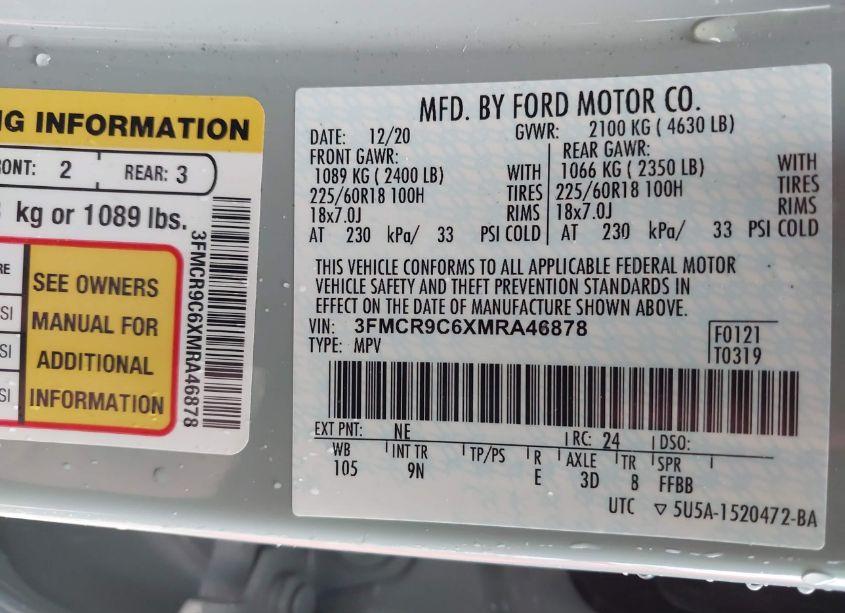 NG INFORMATION
FRONT: 2 REAR: 3
kg or 1089 lbs.
SEE OWNERS
MANUAL FOR
ADDITIONAL
INFORMATION
3FMCR9C6XMRA46878
MFD. BY FORD MOTOR CO.
DATE: 12/20 GVWR: 2100 KG ( 4630 LB)
FRONT GAWR: REAR GAWR:
1089 KG ( 2400 LB) WITH 1066 KG ( 2350 LB) WITH
225/60R18 100H TIRES 225/60R18 100H TIRES
18x7.0J RIMS 18x7.0J RIMS
AT 230 kPa/ 33 PSI COLD AT 230 kPa/ 33 PSI COLD
THIS VEHICLE CONFORMS TO ALL APPLICABLE FEDERAL MOTOR
VEHICLE SAFETY AND THEFT PREVENTION STANDARDS IN
EFFECT ON THE DATE OF MANUFACTURE SHOWN ABOVE.
VIN: 3FMCR9C6XMRA46878 F0121
TYPE: MPV T0319
EXT PNT: NE RC: 24 DSO:
WB INT TR TP/PS R AXLE TR SPR
105 9N E 3D 8 FFBB
UTC ▽ 5U5A-1520472-BA